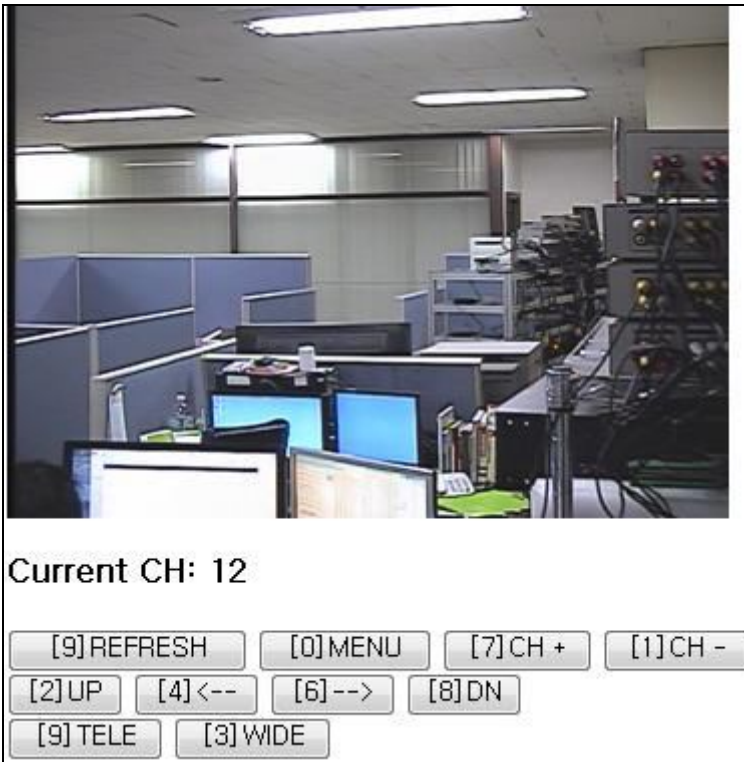 Current CH: 12
[9]REFRESH [0]MENU [7]CH + [1]CH -
[2]UP [4]<-- [6]--> [8]DN
[9]TELE [3]WIDE